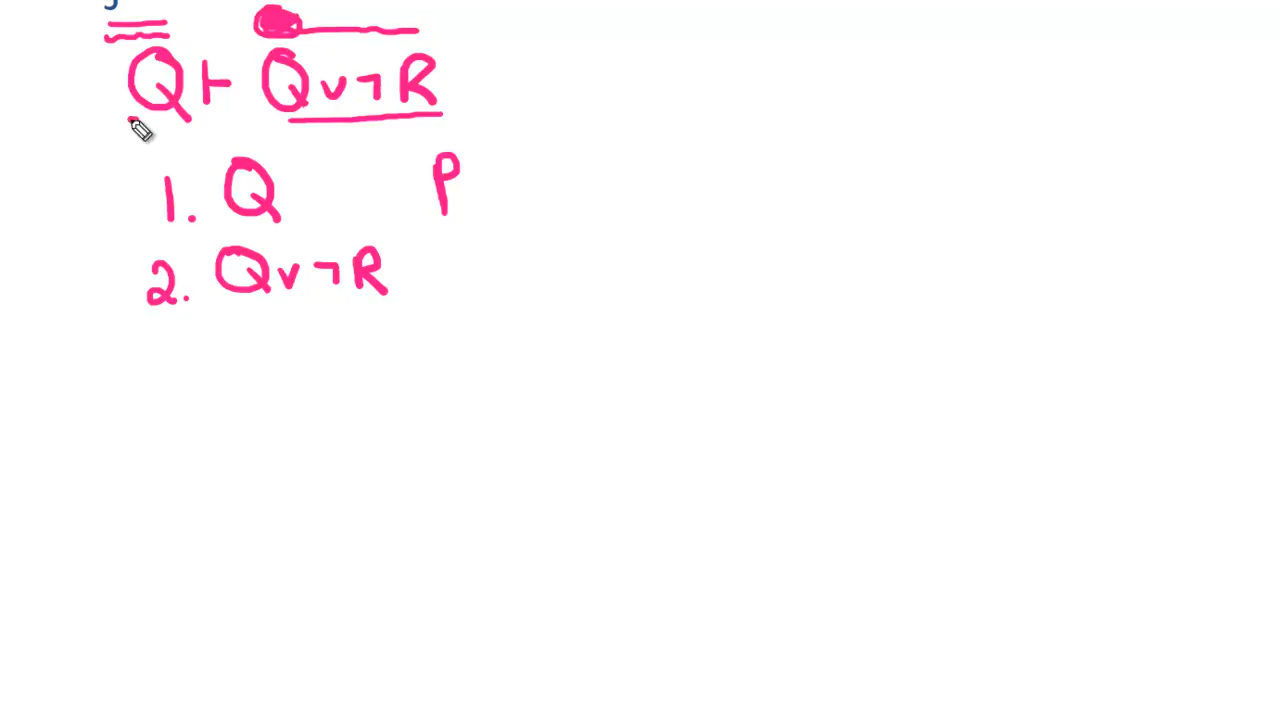 Q ⊢ Q ∨ ¬ R
1. Q P
2. Q ∨ ¬ R